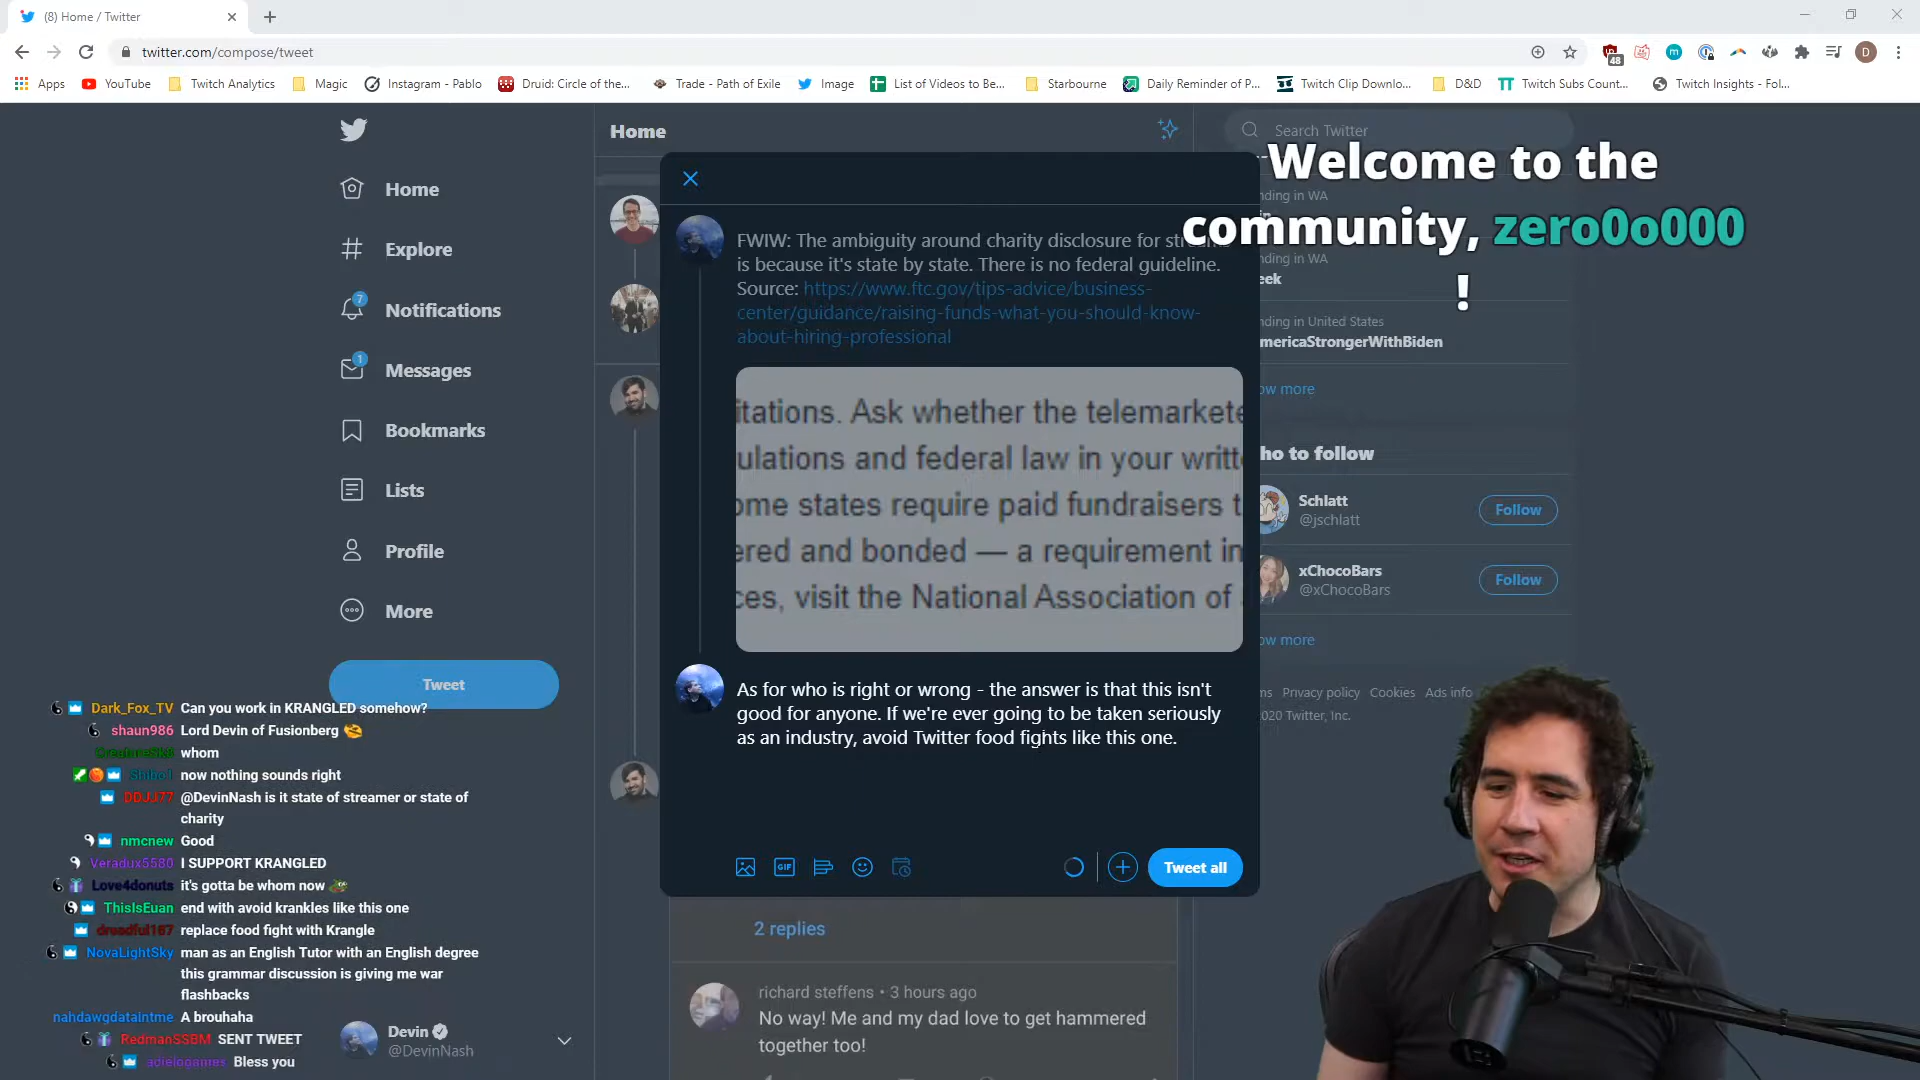 (8) Home / Twitter
twitter.com/compose/tweet
48
D
Apps
YouTube
Twitch Analytics
Magic
Instagram - Pablo
Druid: Circle of the...
Trade - Path of Exile
Image
List of Videos to Be...
Starbourne
Daily Reminder of P...
Twitch Clip Downlo...
D&D
Twitch Subs Count...
Twitch Insights - Fol...
Home
Search Twitter
Welcome to the
community, zero0o000
!
Home
Explore
7
Notifications
1
Messages
Bookmarks
Lists
Profile
More
Tweet
FWIW: The ambiguity around charity disclosure for
is because it's state by state. There is no federal guideline.
Source: https://www.ftc.gov/tips-advice/business-
center/guidance/raising-funds-what-you-should-know-
about-hiring-professional
itations. Ask whether the telemarkete
ulations and federal law in your writt
ome states require paid fundraisers t
ered and bonded — a requirement in
ces, visit the National Association of
As for who is right or wrong - the answer is that this isn't
good for anyone. If we're ever going to be taken seriously
as an industry, avoid Twitter food fights like this one.
GIF
Tweet all
nding in WA
nding in WA
eek
nding in United States
mericaStrongerWithBiden
ow more
ho to follow
Schlatt
@jschlatt
Follow
xChocoBars
@xChocoBars
Follow
ow more
ms Privacy policy Cookies Ads info
020 Twitter, Inc.
Dark_Fox_TV Can you work in KRANGLED somehow?
shaun986 Lord Devin of Fusionberg
CreatureSk8 whom
now nothing sounds right
DDJJ77 @DevinNash is it state of streamer or state of
charity
nmcnew Good
Veradux5580 I SUPPORT KRANGLED
Love4donuts it's gotta be whom now
ThisIsEuan end with avoid krankles like this one
dreadful167 replace food fight with Krangle
NovaLightSky man as an English Tutor with an English degree
this grammar discussion is giving me war
flashbacks
nahdawgdataintme A brouhaha
RedmanSSBM SENT TWEET
adielogames Bless you
Devin
@DevinNash
2 replies
richard steffens • 3 hours ago
No way! Me and my dad love to get hammered
together too!